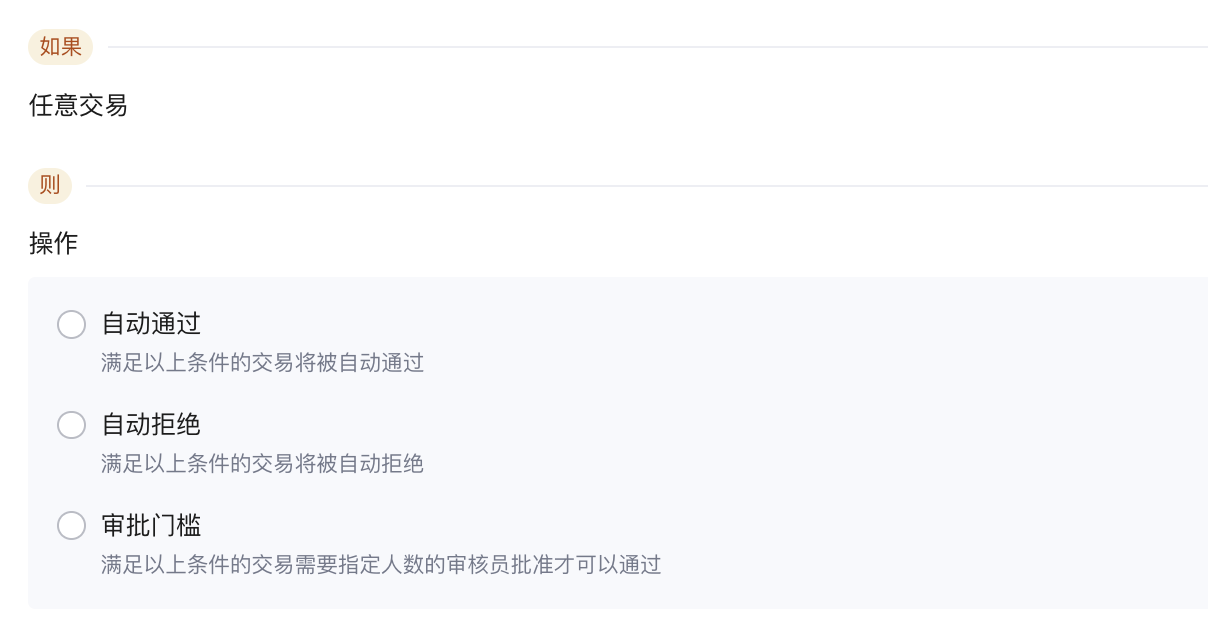 如果
任意交易
则
操作
自动通过
满足以上条件的交易将被自动通过
自动拒绝
满足以上条件的交易将被自动拒绝
审批门槛
满足以上条件的交易需要指定人数的审核员批准才可以通过